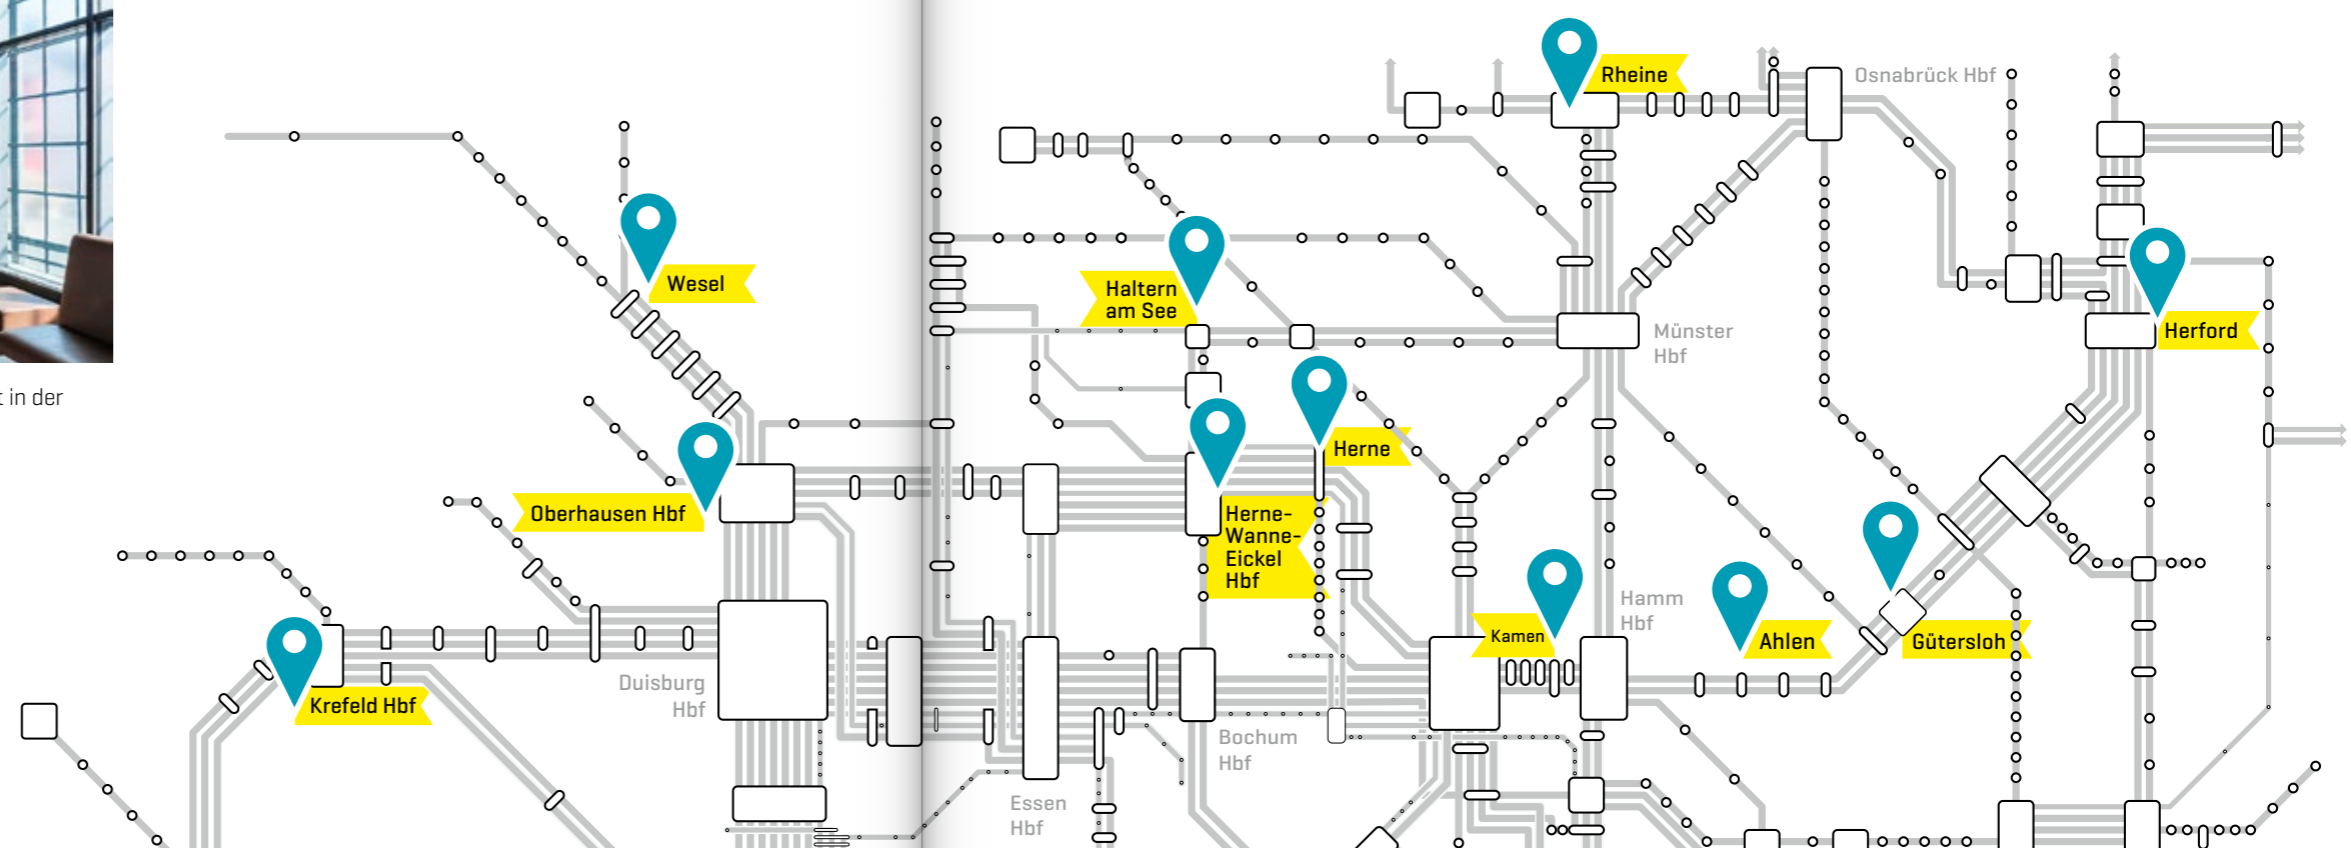 Rheine
Osnabrück Hbf
Wesel
Haltern
am See
Münster
Hbf
Herford
t in der
Herne
Oberhausen Hbf
Herne-
Wanne-
Eickel
Hbf
Hamm
Hbf
Kamen
Ahlen
Gütersloh
Duisburg
Hbf
Krefeld Hbf
Bochum
Hbf
Essen
Hbf